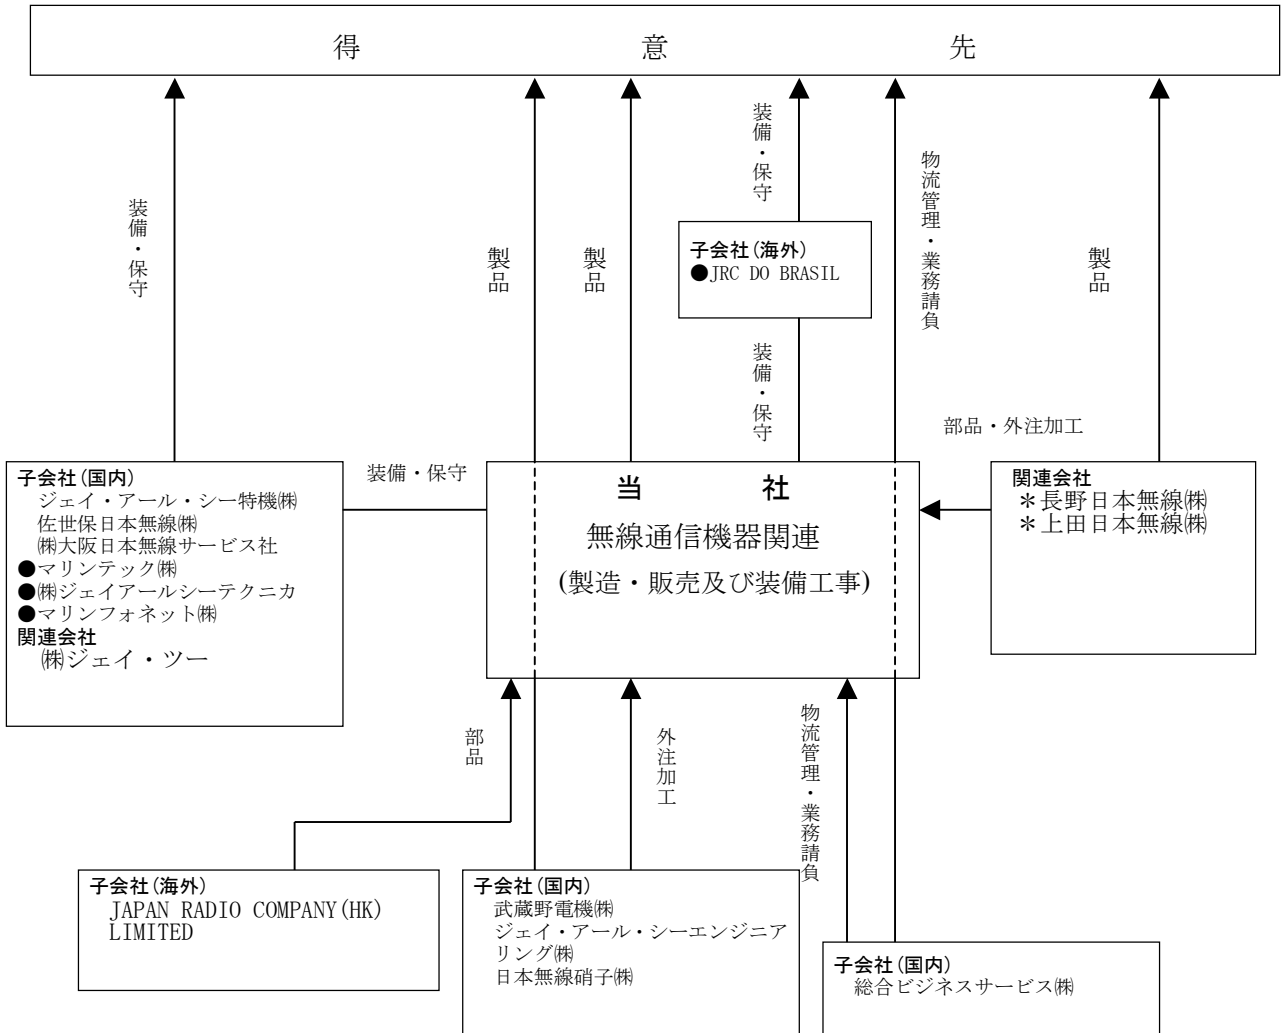 得 意 先
装備・保守
製品
製品
装備・保守
物流管理・業務請負
製品
子会社(海外)
●JRC DO BRASIL
装備・保守
部品・外注加工
子会社(国内)
ジェイ・アール・シー特機㈱
佐世保日本無線㈱
㈱大阪日本無線サービス社
●マリンテック㈱
●㈱ジェイアールシーテクニカ
●マリンフォネット㈱
関連会社
㈱ジェイ・ツー
装備・保守
当 社
無線通信機器関連
(製造・販売及び装備工事)
関連会社
＊長野日本無線㈱
＊上田日本無線㈱
部品
外注加工
物流管理・業務請負
子会社(海外)
JAPAN RADIO COMPANY(HK)
LIMITED
子会社(国内)
武蔵野電機㈱
ジェイ・アール・シーエンジニア
リング㈱
日本無線硝子㈱
子会社(国内)
総合ビジネスサービス㈱